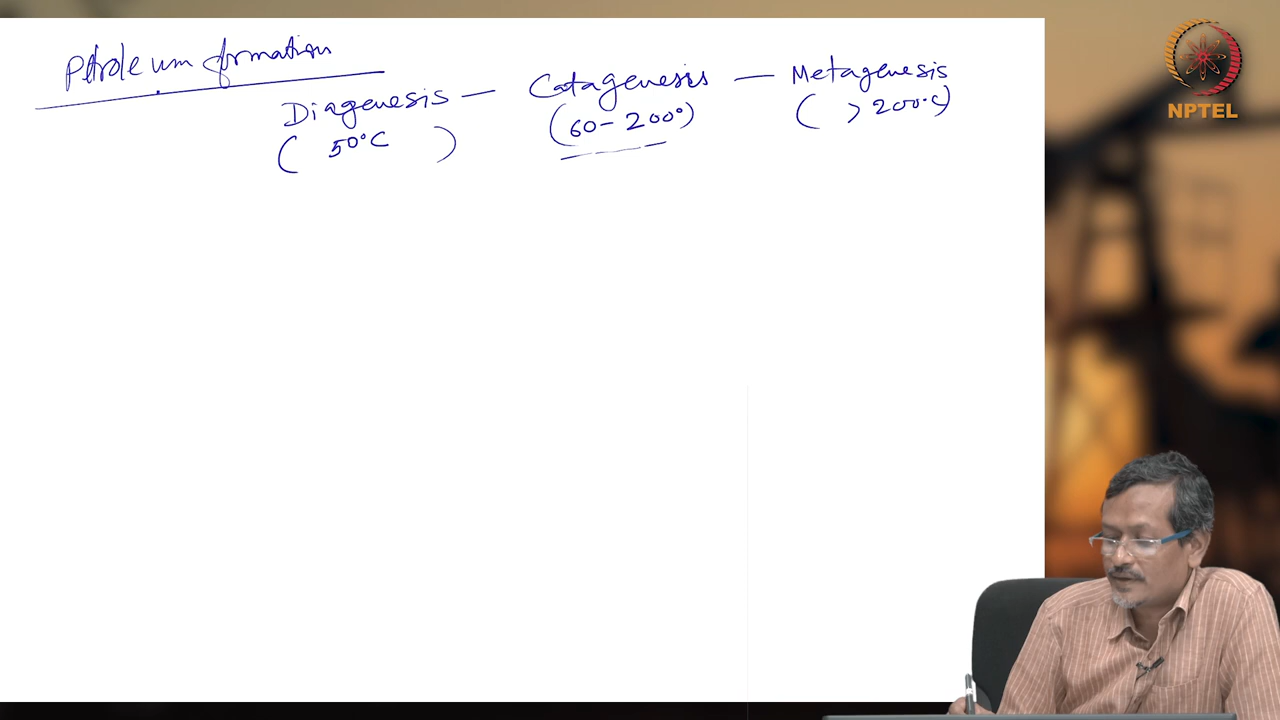 Petroleum formation
Diagenesis — Catagenesis — Metagenesis
( 50°C ) (60-200°) ( > 200°C)
NPTEL